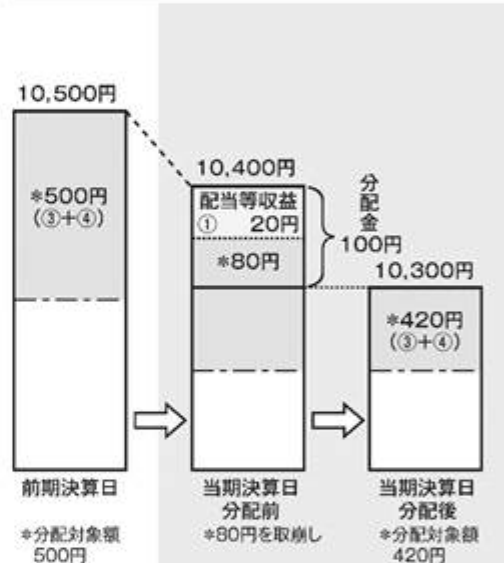 10,500円
*500円
(③+④)
10,400円
配当等収益
① 20円
*80円
分配金
100円
10,300円
*420円
(③+④)
前期決算日
*分配対象額
500円
当期決算日
分配前
*80円を取崩し
当期決算日
分配後
*分配対象額
420円